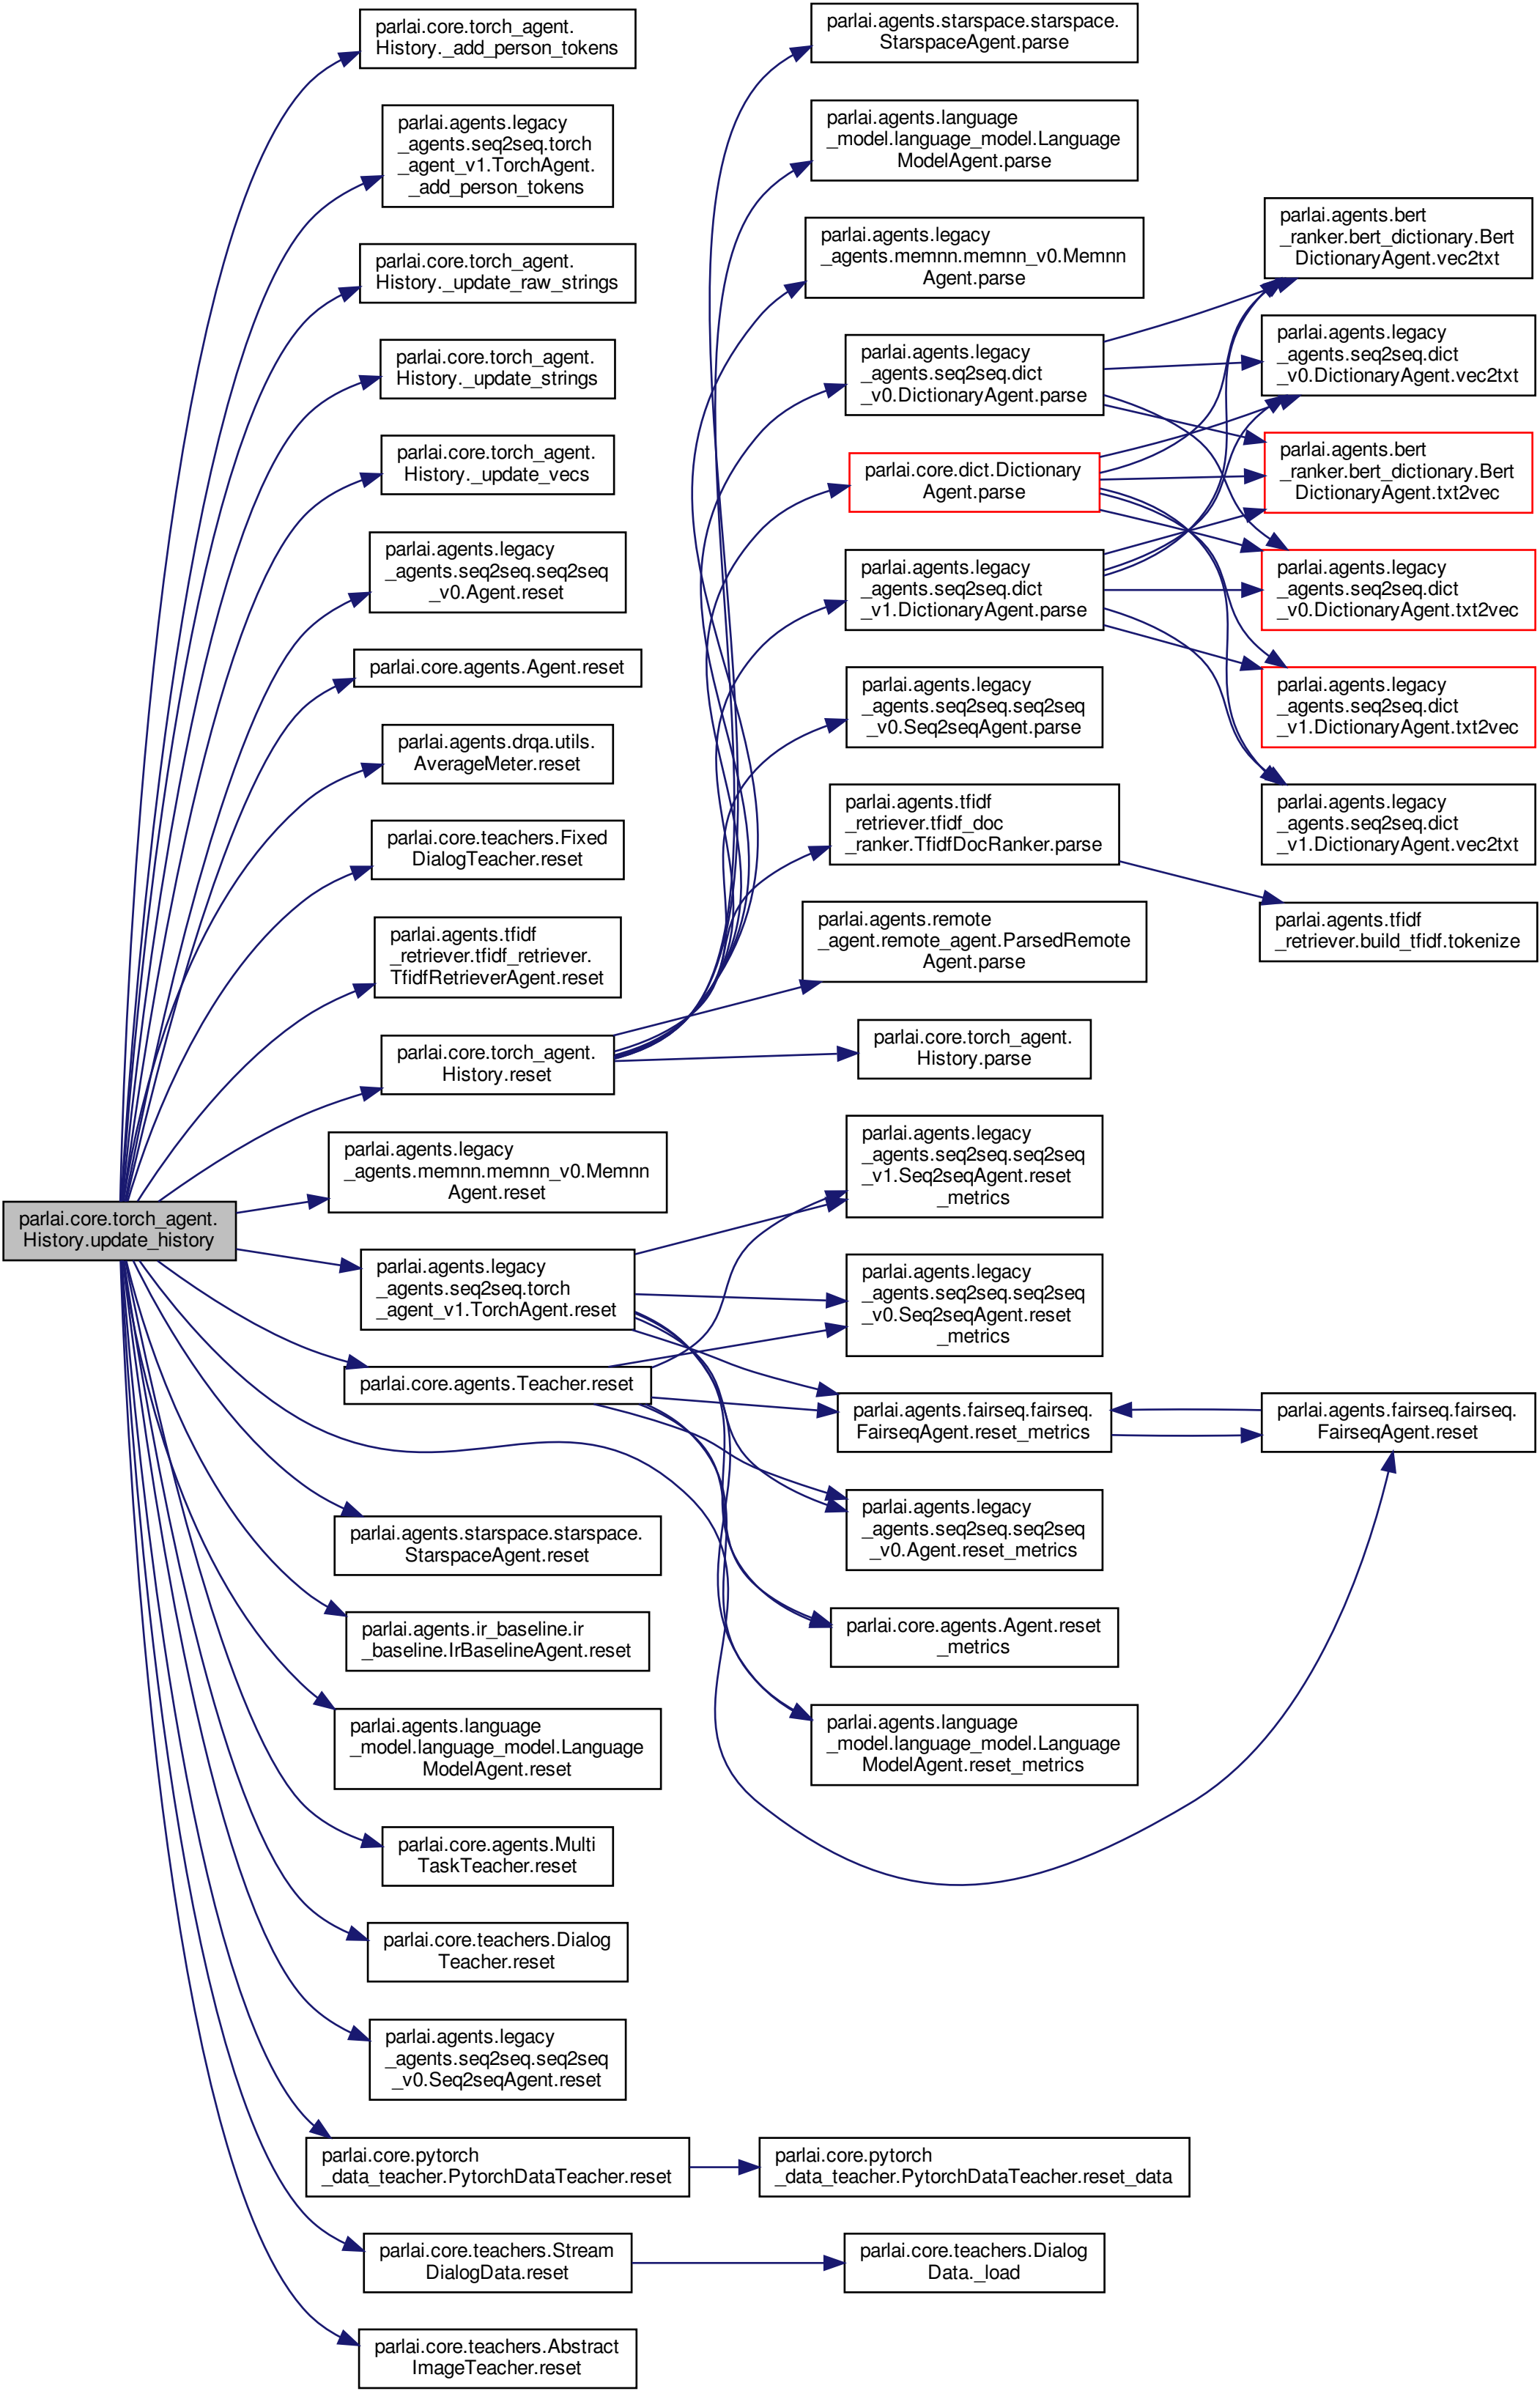 parlai.core.torch_agent.
History.update_history
parlai.core.torch_agent.
History._add_person_tokens
parlai.agents.legacy
_agents.seq2seq.torch
_agent_v1.TorchAgent.
_add_person_tokens
parlai.core.torch_agent.
History._update_raw_strings
parlai.core.torch_agent.
History._update_strings
parlai.core.torch_agent.
History._update_vecs
parlai.agents.legacy
_agents.seq2seq.seq2seq
_v0.Agent.reset
parlai.core.agents.Agent.reset
parlai.agents.drqa.utils.
AverageMeter.reset
parlai.core.teachers.Fixed
DialogTeacher.reset
parlai.agents.tfidf
_retriever.tfidf_retriever.
TfidfRetrieverAgent.reset
parlai.core.torch_agent.
History.reset
parlai.agents.legacy
_agents.memnn.memnn_v0.Memnn
Agent.reset
parlai.agents.legacy
_agents.seq2seq.torch
_agent_v1.TorchAgent.reset
parlai.core.agents.Teacher.reset
parlai.agents.starspace.starspace.
StarspaceAgent.reset
parlai.agents.ir_baseline.ir
_baseline.IrBaselineAgent.reset
parlai.agents.language
_model.language_model.Language
ModelAgent.reset
parlai.core.agents.Multi
TaskTeacher.reset
parlai.core.teachers.Dialog
Teacher.reset
parlai.agents.legacy
_agents.seq2seq.seq2seq
_v0.Seq2seqAgent.reset
parlai.core.pytorch
_data_teacher.PytorchDataTeacher.reset
parlai.core.teachers.Stream
DialogData.reset
parlai.core.teachers.Abstract
ImageTeacher.reset
parlai.agents.starspace.starspace.
StarspaceAgent.parse
parlai.agents.language
_model.language_model.Language
ModelAgent.parse
parlai.agents.legacy
_agents.memnn.memnn_v0.Memnn
Agent.parse
parlai.agents.legacy
_agents.seq2seq.dict
_v0.DictionaryAgent.parse
parlai.core.dict.Dictionary
Agent.parse
parlai.agents.legacy
_agents.seq2seq.dict
_v1.DictionaryAgent.parse
parlai.agents.legacy
_agents.seq2seq.seq2seq
_v0.Seq2seqAgent.parse
parlai.agents.tfidf
_retriever.tfidf_doc
_ranker.TfidfDocRanker.parse
parlai.agents.remote
_agent.remote_agent.ParsedRemote
Agent.parse
parlai.core.torch_agent.
History.parse
parlai.agents.legacy
_agents.seq2seq.seq2seq
_v1.Seq2seqAgent.reset
_metrics
parlai.agents.legacy
_agents.seq2seq.seq2seq
_v0.Seq2seqAgent.reset
_metrics
parlai.agents.fairseq.fairseq.
FairseqAgent.reset_metrics
parlai.agents.legacy
_agents.seq2seq.seq2seq
_v0.Agent.reset_metrics
parlai.core.agents.Agent.reset
_metrics
parlai.agents.language
_model.language_model.Language
ModelAgent.reset_metrics
parlai.core.pytorch
_data_teacher.PytorchDataTeacher.reset_data
parlai.core.teachers.Dialog
Data._load
parlai.agents.bert
_ranker.bert_dictionary.Bert
DictionaryAgent.vec2txt
parlai.agents.legacy
_agents.seq2seq.dict
_v0.DictionaryAgent.vec2txt
parlai.agents.bert
_ranker.bert_dictionary.Bert
DictionaryAgent.txt2vec
parlai.agents.legacy
_agents.seq2seq.dict
_v0.DictionaryAgent.txt2vec
parlai.agents.legacy
_agents.seq2seq.dict
_v1.DictionaryAgent.txt2vec
parlai.agents.legacy
_agents.seq2seq.dict
_v1.DictionaryAgent.vec2txt
parlai.agents.tfidf
_retriever.build_tfidf.tokenize
parlai.agents.fairseq.fairseq.
FairseqAgent.reset